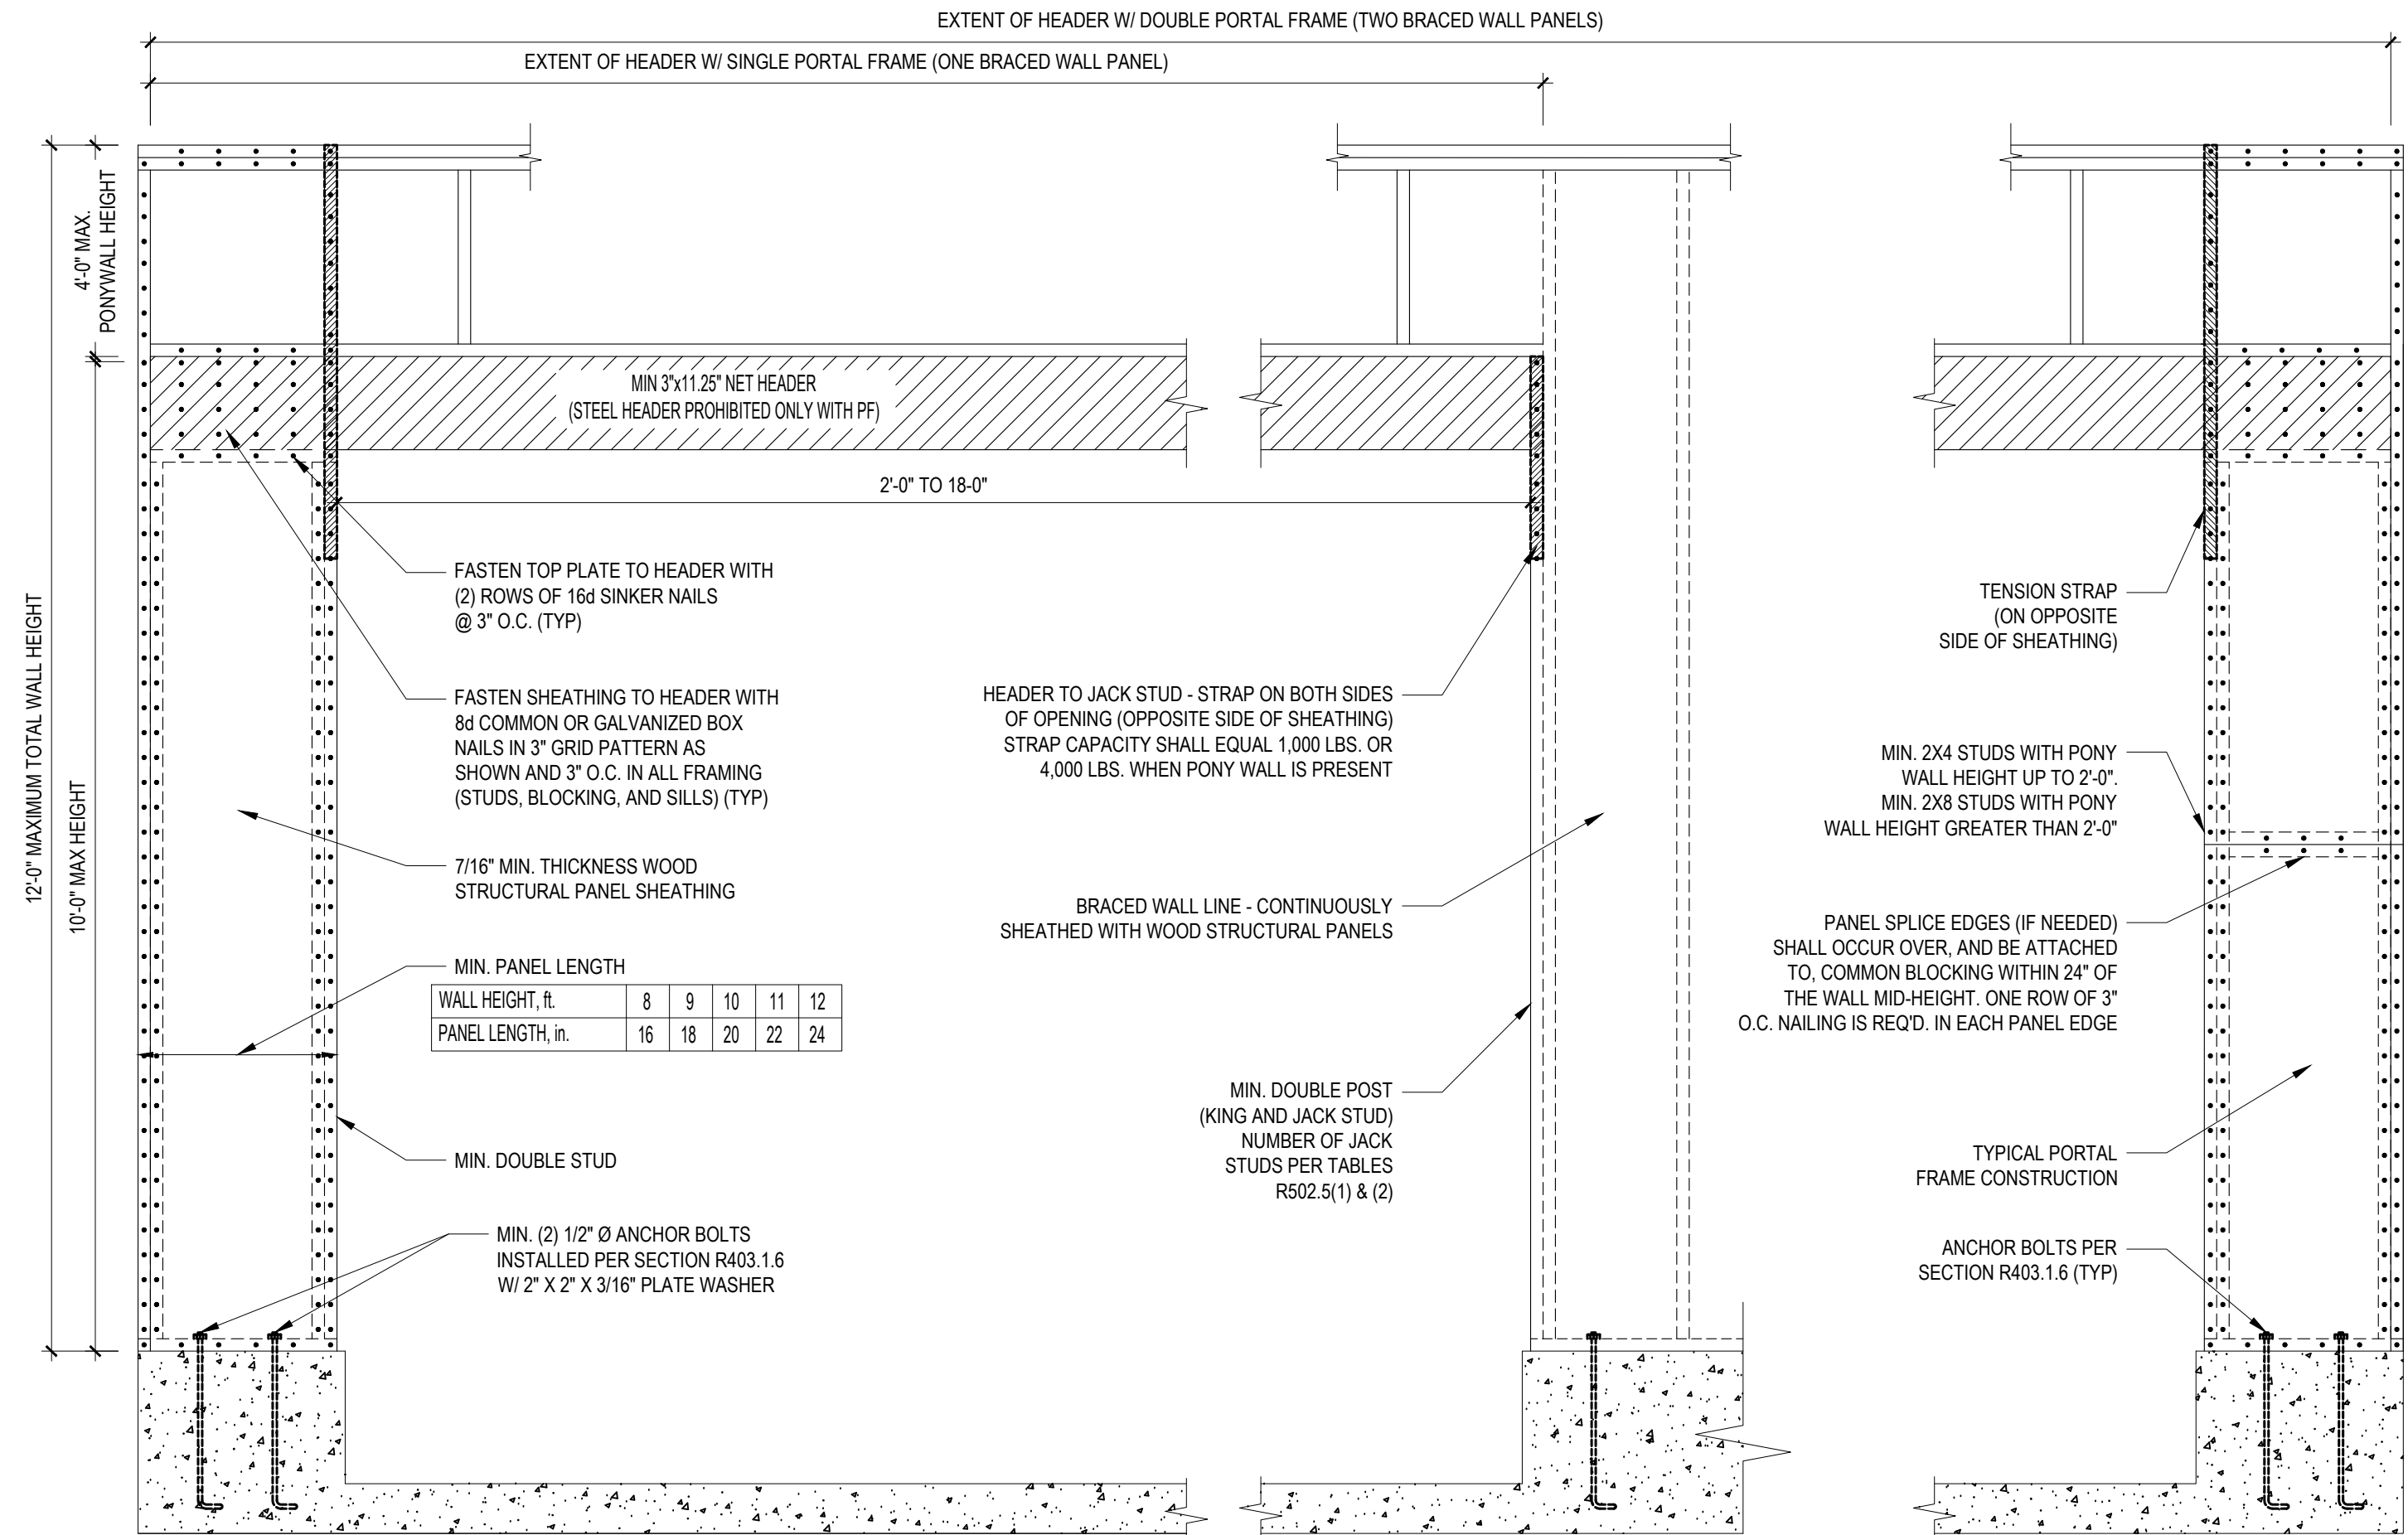 EXTENT OF HEADER W/ DOUBLE PORTAL FRAME (TWO BRACED WALL PANELS)
EXTENT OF HEADER W/ SINGLE PORTAL FRAME (ONE BRACED WALL PANEL)
4'-0" MAX.
PONYWALL HEIGHT
12'-0" MAXIMUM TOTAL WALL HEIGHT
10'-0" MAX HEIGHT
MIN 3"x11.25" NET HEADER
(STEEL HEADER PROHIBITED ONLY WITH PF)
2'-0" TO 18-0"
FASTEN TOP PLATE TO HEADER WITH
(2) ROWS OF 16d SINKER NAILS
@ 3" O.C. (TYP)
FASTEN SHEATHING TO HEADER WITH
8d COMMON OR GALVANIZED BOX
NAILS IN 3" GRID PATTERN AS
SHOWN AND 3" O.C. IN ALL FRAMING
(STUDS, BLOCKING, AND SILLS) (TYP)
7/16" MIN. THICKNESS WOOD
STRUCTURAL PANEL SHEATHING
MIN. PANEL LENGTH
WALL HEIGHT, ft. 8 9 10 11 12
PANEL LENGTH, in. 16 18 20 22 24
MIN. DOUBLE STUD
MIN. (2) 1/2" Ø ANCHOR BOLTS
INSTALLED PER SECTION R403.1.6
W/ 2" X 2" X 3/16" PLATE WASHER
HEADER TO JACK STUD - STRAP ON BOTH SIDES
OF OPENING (OPPOSITE SIDE OF SHEATHING)
STRAP CAPACITY SHALL EQUAL 1,000 LBS. OR
4,000 LBS. WHEN PONY WALL IS PRESENT
BRACED WALL LINE - CONTINUOUSLY
SHEATHED WITH WOOD STRUCTURAL PANELS
MIN. DOUBLE POST
(KING AND JACK STUD)
NUMBER OF JACK
STUDS PER TABLES
R502.5(1) & (2)
TENSION STRAP
(ON OPPOSITE
SIDE OF SHEATHING)
MIN. 2X4 STUDS WITH PONY
WALL HEIGHT UP TO 2'-0".
MIN. 2X8 STUDS WITH PONY
WALL HEIGHT GREATER THAN 2'-0"
PANEL SPLICE EDGES (IF NEEDED)
SHALL OCCUR OVER, AND BE ATTACHED
TO, COMMON BLOCKING WITHIN 24" OF
THE WALL MID-HEIGHT. ONE ROW OF 3"
O.C. NAILING IS REQ'D. IN EACH PANEL EDGE
TYPICAL PORTAL
FRAME CONSTRUCTION
ANCHOR BOLTS PER
SECTION R403.1.6 (TYP)